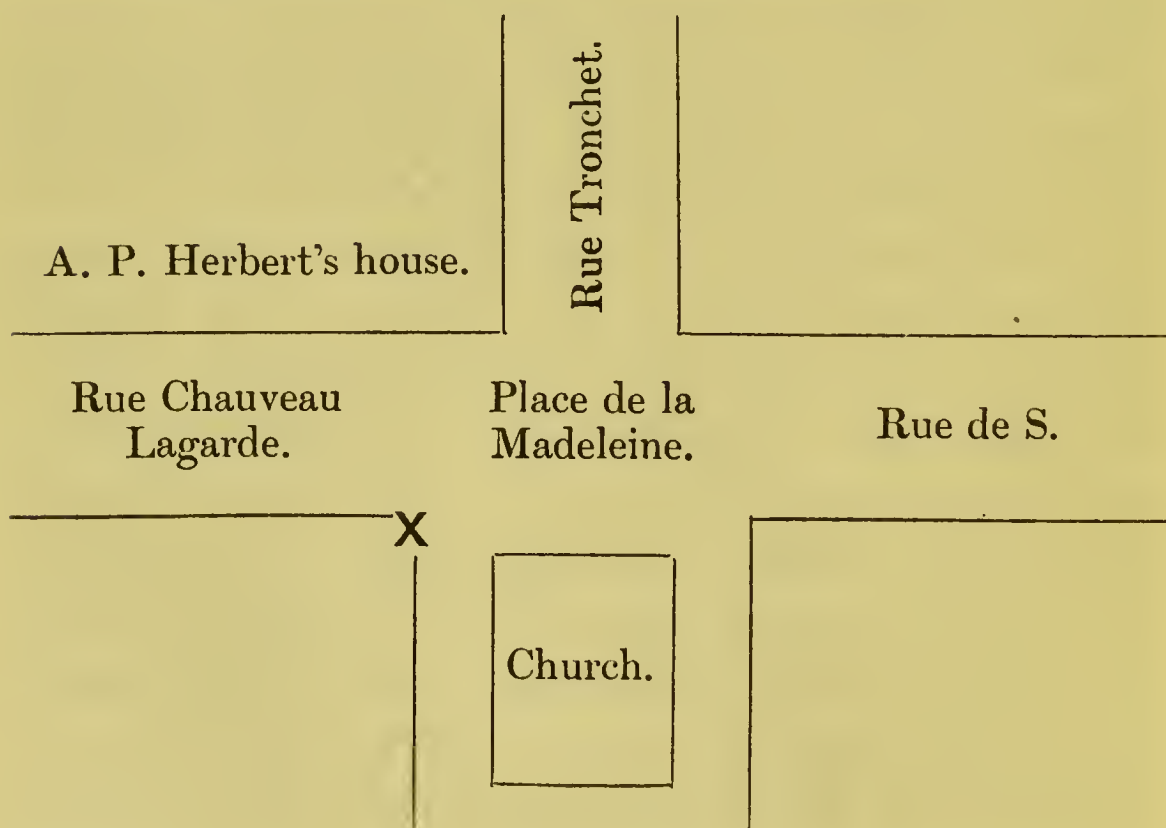 Rue Tronchet.
A. P. Herbert's house.
Rue Chauveau
Lagarde.
Place de la
Madeleine.
Rue de S.
X
Church.